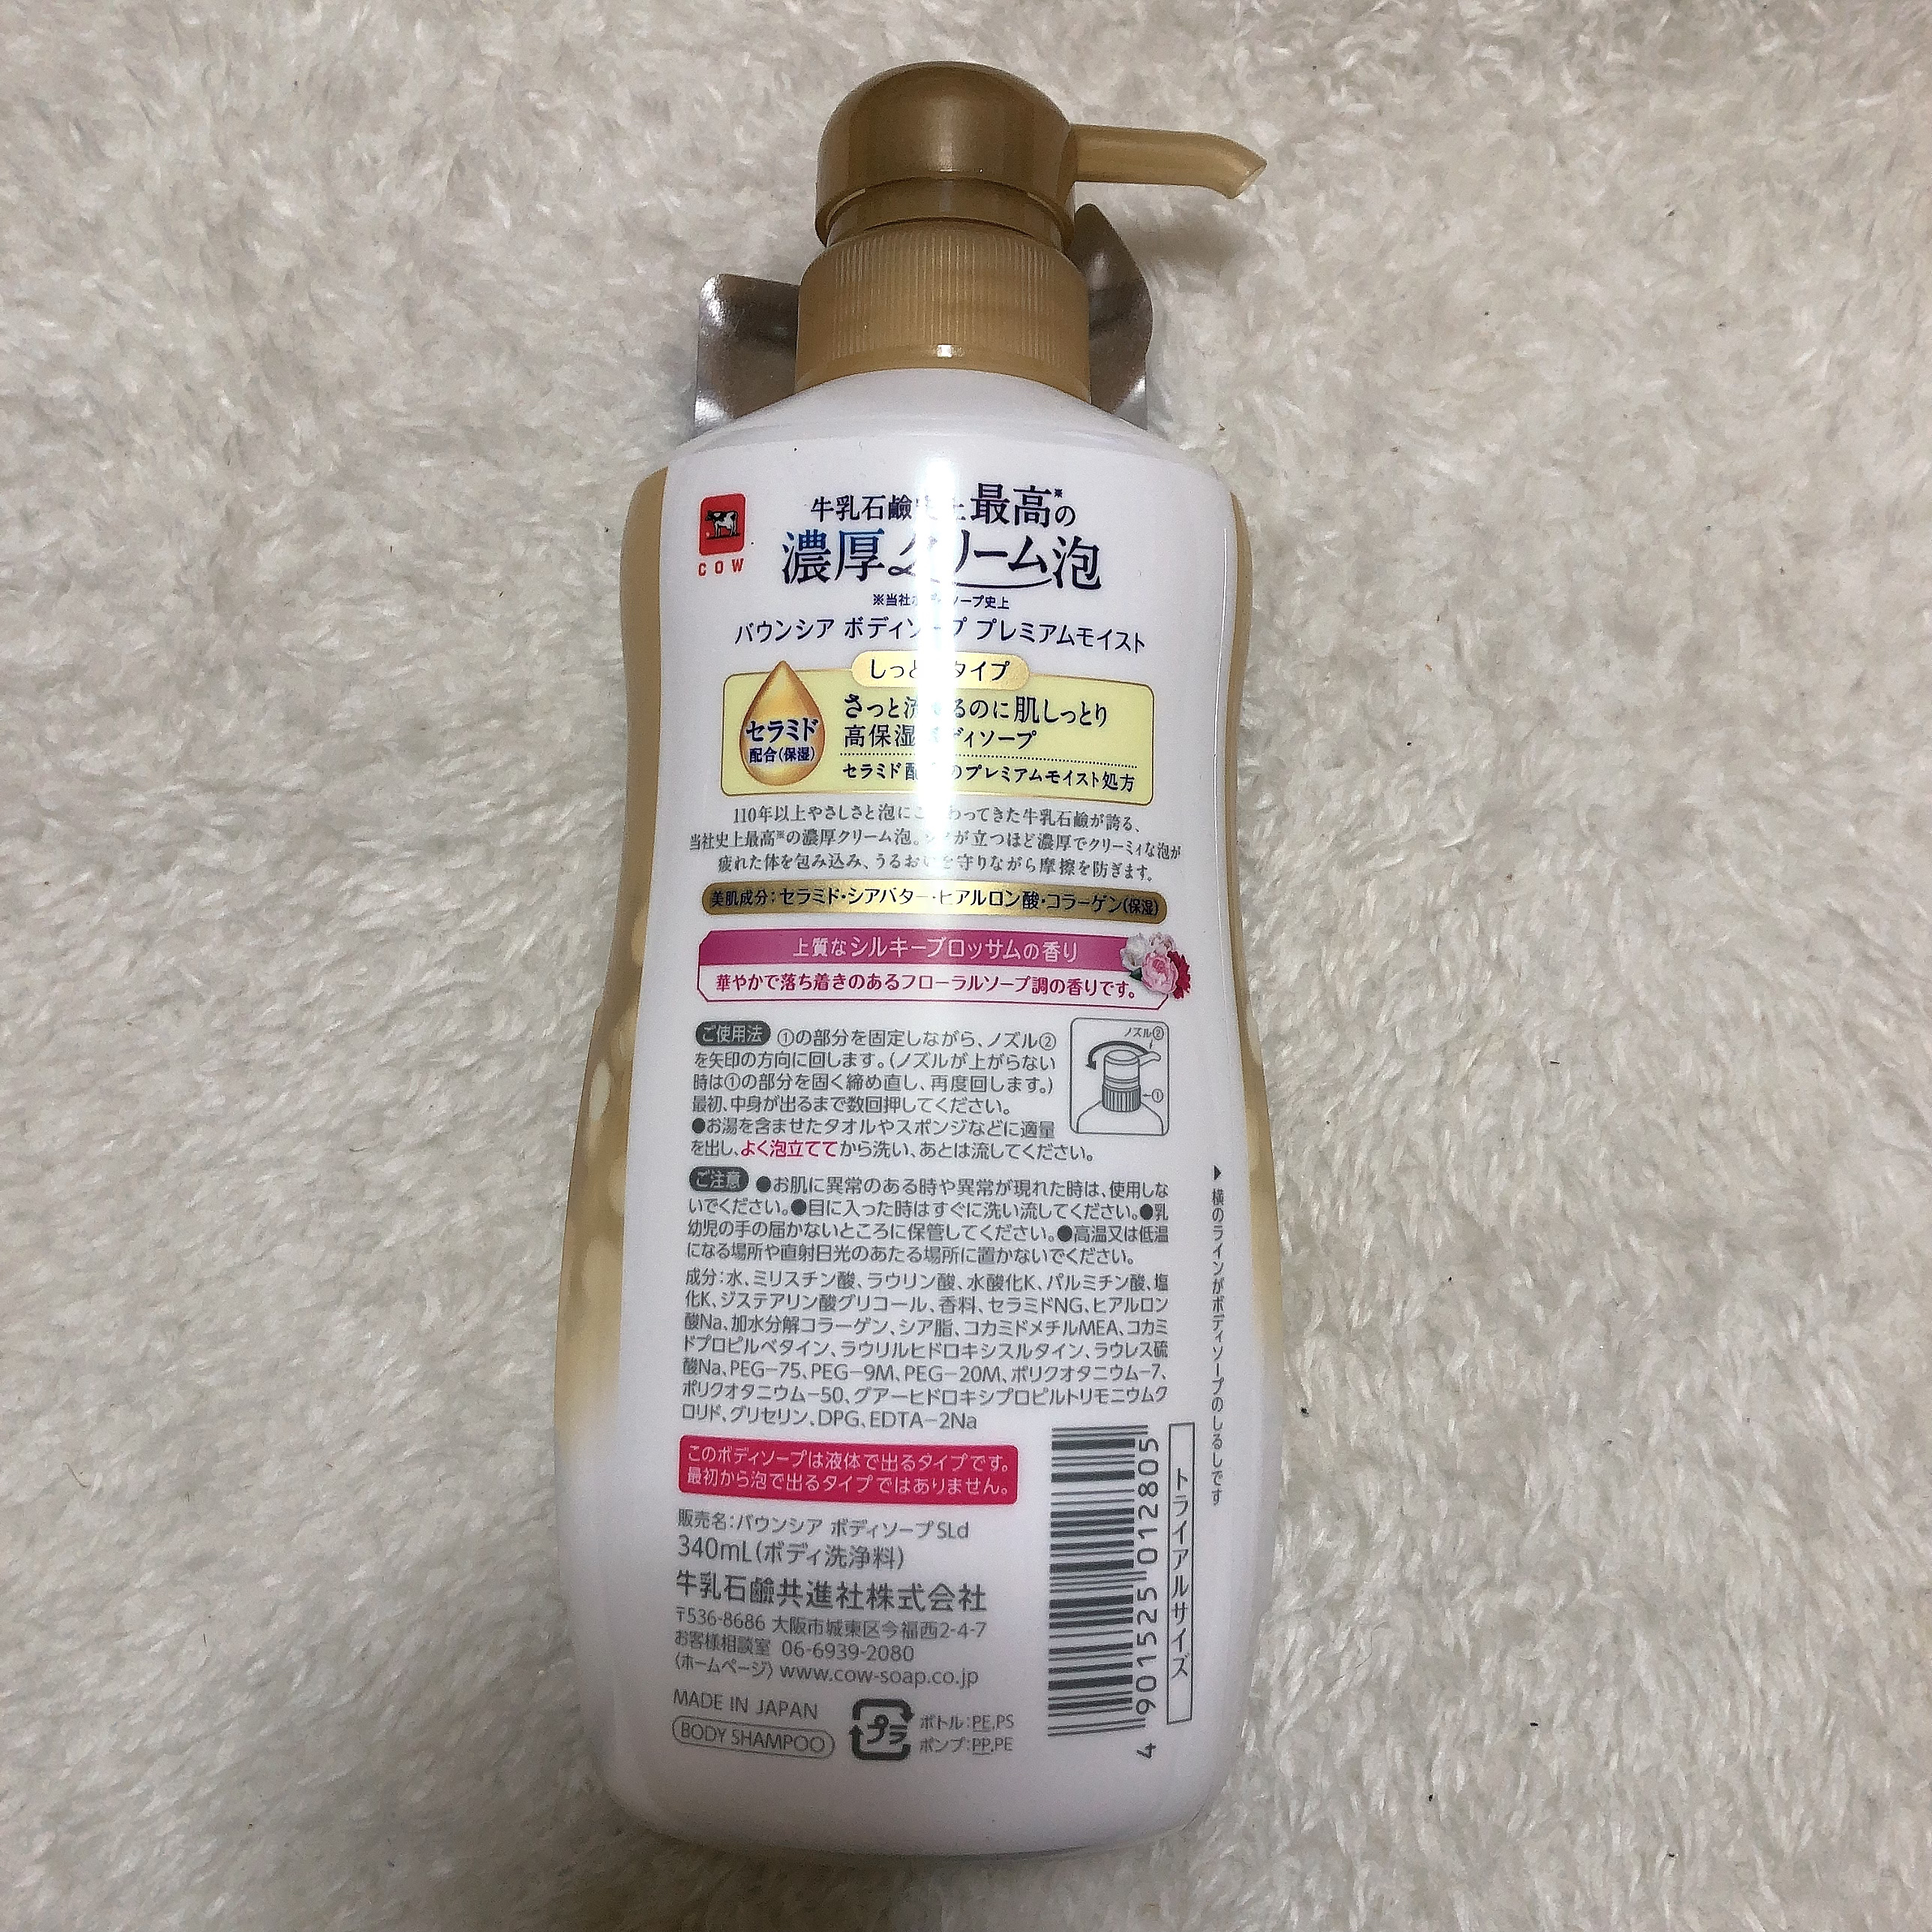 牛乳石鹸 上最高※の
COW
濃厚クリーム泡
※当社 ソープ史上
バウンシア ボディソープ プレミアムモイスト
しっと タイプ
セラミド
配合(保湿)
さっと流 るのに肌しっとり
高保湿 ディソープ
セラミド配 のプレミアムモイスト処方
110年以上やさしさと泡にこ わってきた牛乳石鹸が誇る、
当社史上最高※の濃厚クリーム泡。 が立つほど濃厚でクリーミィな泡が
疲れた体を包み込み、うるおいを守りながら摩擦を防ぎます。
美肌成分:セラミド・シアバター・ヒアルロン酸・コラーゲン(保湿)
上質なシルキーブロッサムの香り
華やかで落ち着きのあるフローラルソープ調の香りです。
ご使用法 ①の部分を固定しながら、ノズル②
を矢印の方向に回します。(ノズルが上がらない
時は①の部分を固く締め直し、再度回します。)
最初、中身が出るまで数回押してください。
●お湯を含ませたタオルやスポンジなどに適量
を出し、よく泡立ててから洗い、あとは流してください。
ノズル②
①
ご注意 ●お肌に異常のある時や異常が現れた時は、使用しな
いでください。●目に入った時はすぐに洗い流してください。●乳
幼児の手の届かないところに保管してください。●高温又は低温
になる場所や直射日光のあたる場所に置かないでください。
成分:水、ミリスチン酸、ラウリン酸、水酸化K、パルミチン酸、塩
化K、ジステアリン酸グリコール、香料、セラミドNG、ヒアルロン
酸Na、加水分解コラーゲン、シア脂、コカミドメチルMEA、コカミ
ドプロピルベタイン、ラウリルヒドロキシスルタイン、ラウレス硫
酸Na、PEG-75、PEG-9M、PEG-20M、ポリクオタニウム-7、
ポリクオタニウム-50、グアーヒドロキシプロピルトリモニウムク
ロリド、グリセリン、DPG、EDTA-2Na
▶横のラインがボディソープのしるしです
このボディソープは液体で出るタイプです。
最初から泡で出るタイプではありません。
販売名:バウンシア ボディソープSLd
340mL(ボディ洗浄料)
牛乳石鹸共進社株式会社
〒536-8686 大阪市城東区今福西2-4-7
お客様相談室 06-6939-2080
〈ホームページ〉www.cow-soap.co.jp
MADE IN JAPAN
BODY SHAMPOO
プラ
ボトル:PE,PS
ポンプ:PP,PE
4 901525 012805
トライアルサイズ